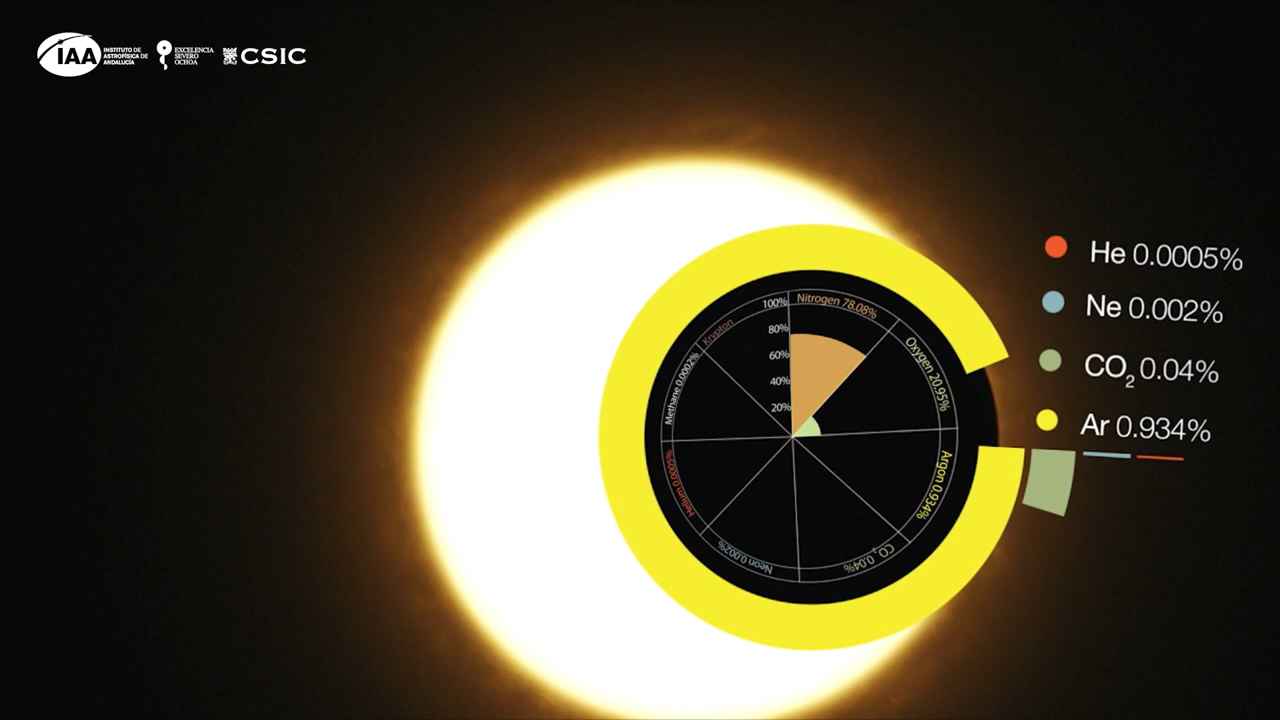 IAA
INSTITUTO DE
ASTROFÍSICA DE
ANDALUCÍA
EXCELENCIA
SEVERO
OCHOA
CSIC
He 0.0005%
Ne 0.002%
CO2 0.04%
Ar 0.934%
100%
80%
60%
40%
20%
Nitrogen 78.08%
Oxygen 20.95%
Argon 0.934%
CO2 0.04%
Neon 0.002%
Helium 0.0005%
Methane 0.0002%
Krypton